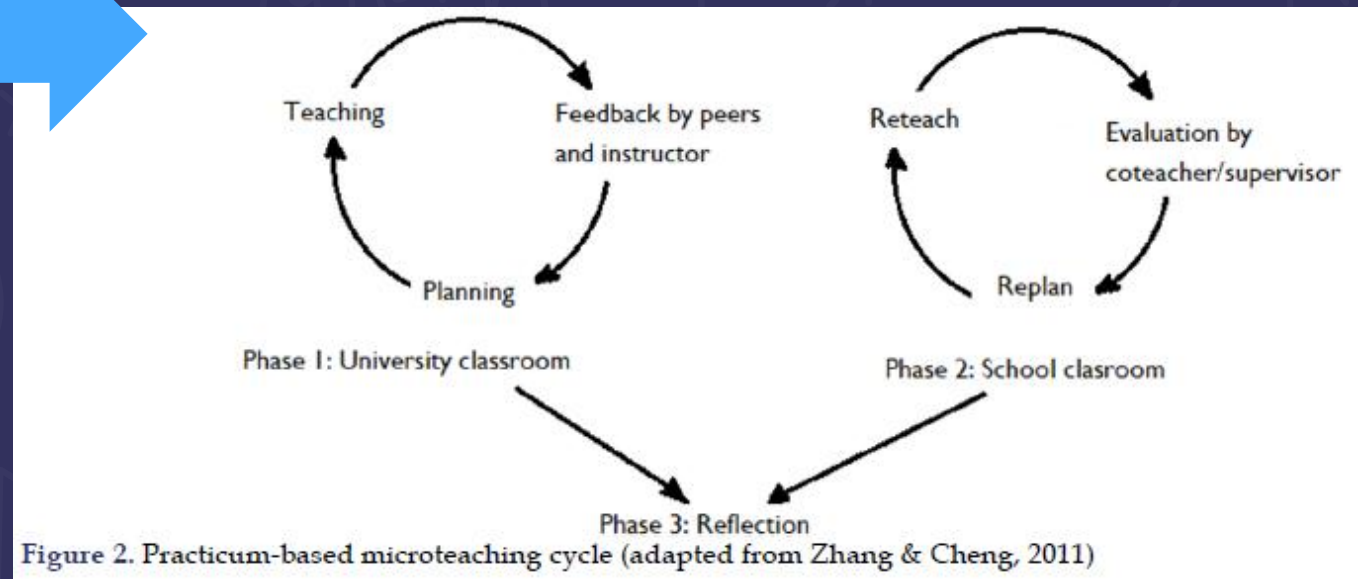 Teaching
Feedback by peers
and instructor
Planning
Phase 1: University classroom
Reteach
Evaluation by
coteacher/supervisor
Replan
Phase 2: School clasroom
Phase 3: Reflection
Figure 2. Practicum-based microteaching cycle (adapted from Zhang & Cheng, 2011)